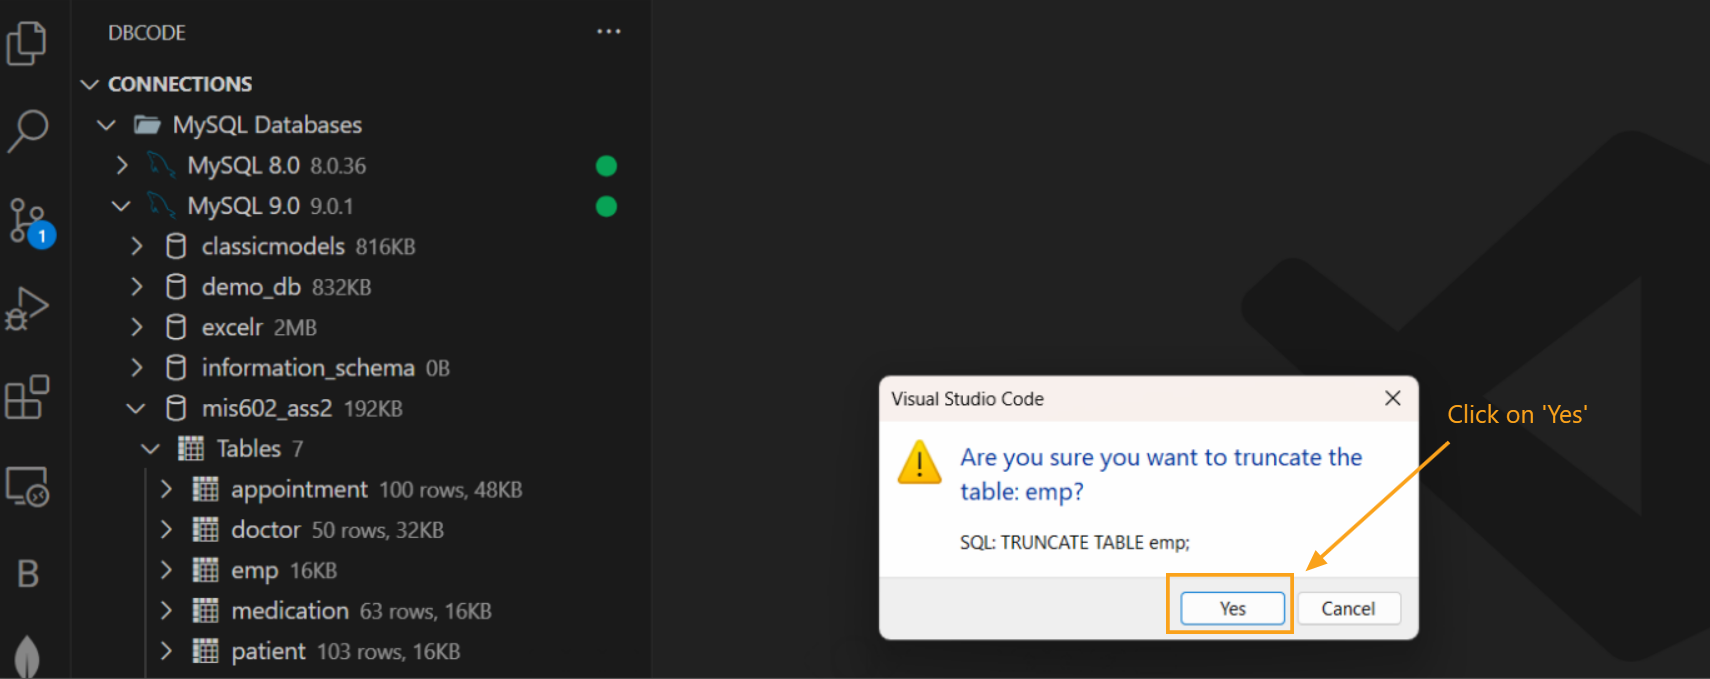 DBCODE
CONNECTIONS
MySQL Databases
MySQL 8.0 8.0.36
MySQL 9.0 9.0.1
1
classicmodels 816KB
demo_db 832KB
excelr 2MB
information_schema 0B
mis602_ass2 192KB
Tables 7
appointment 100 rows, 48KB
doctor 50 rows, 32KB
B
emp 16KB
medication 63 rows, 16KB
patient 103 rows, 16KB
Visual Studio Code
Are you sure you want to truncate the
table: emp?
SQL: TRUNCATE TABLE emp;
Yes
Cancel
Click on 'Yes'